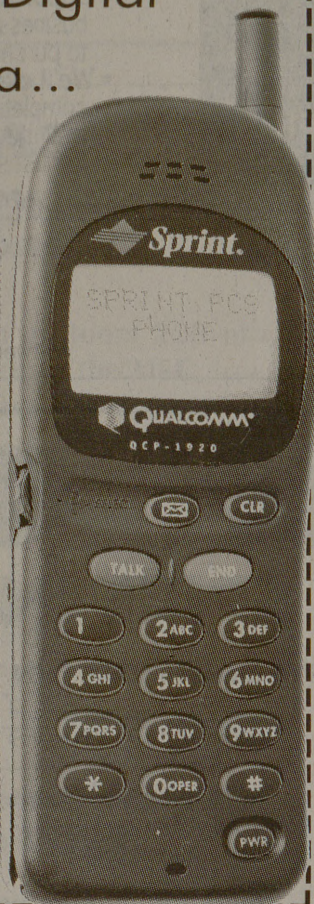 Digital
a...
Sprint.
SPRINT PCS
PHONE
QUALCOMM
QCP-1920
CLR
TALK END
1 2ABC 3DEF
4GHI 5JKL 6MNO
7PQRS 8TUV 9WXYZ
* 0OPER #
PWR